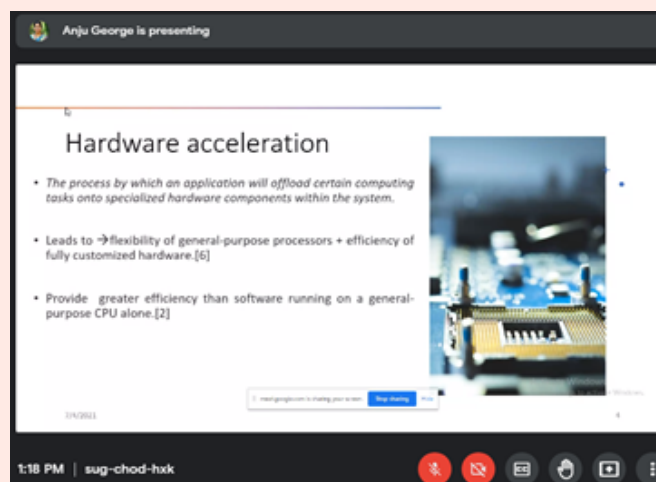 Anju George is presenting
Hardware acceleration
• The process by which an application will offload certain computing
tasks onto specialized hardware components within the system.
• Leads to →flexibility of general-purpose processors + efficiency of
fully customized hardware.[6]
• Provide greater efficiency than software running on a general-
purpose CPU alone.[2]
meet.google.com is sharing your screen. Stop sharing Hide
7/4/2021
1:18 PM | sug-chod-hxk